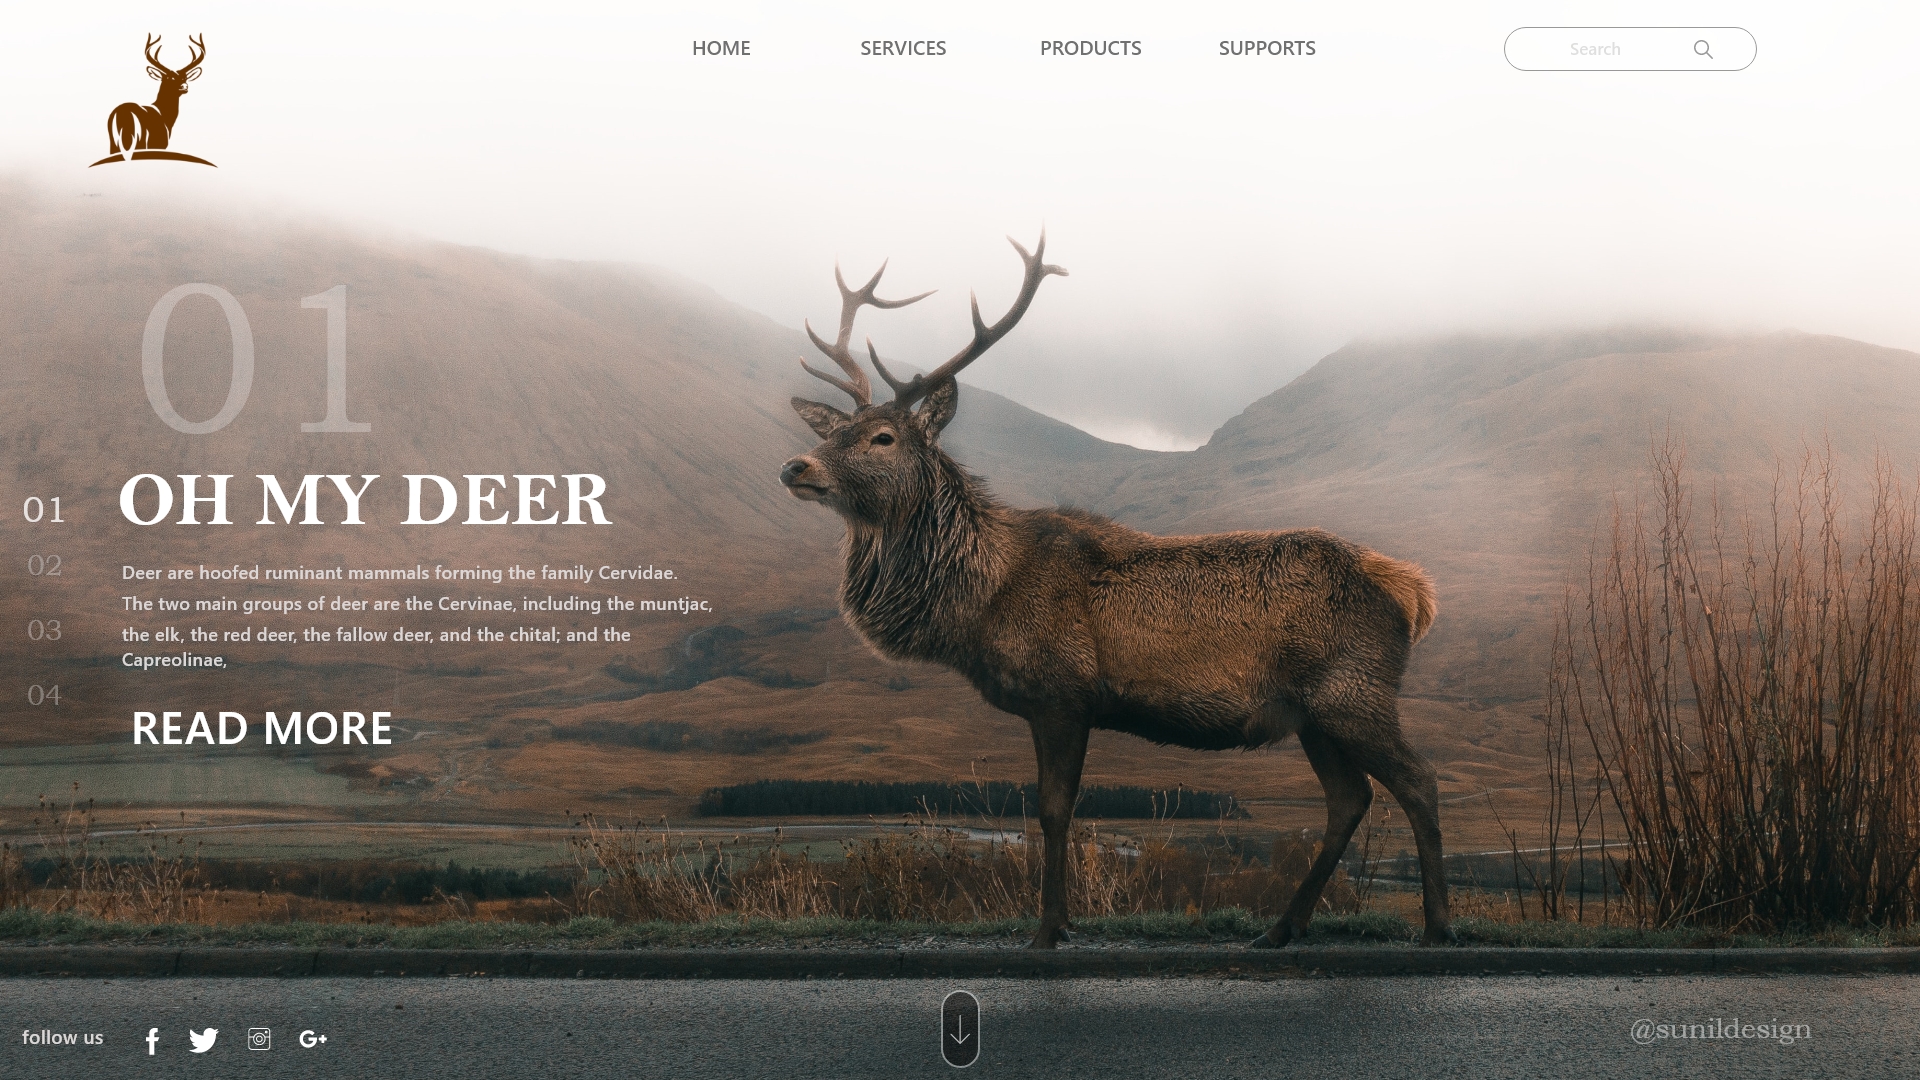 HOME SERVICES PRODUCTS SUPPORTS Search
01
OH MY DEER
01
02
03
04
Deer are hoofed ruminant mammals forming the family Cervidae.
The two main groups of deer are the Cervinae, including the muntjac,
the elk, the red deer, the fallow deer, and the chital; and the
Capreolinae,
READ MORE
follow us
G+
@sunildesign